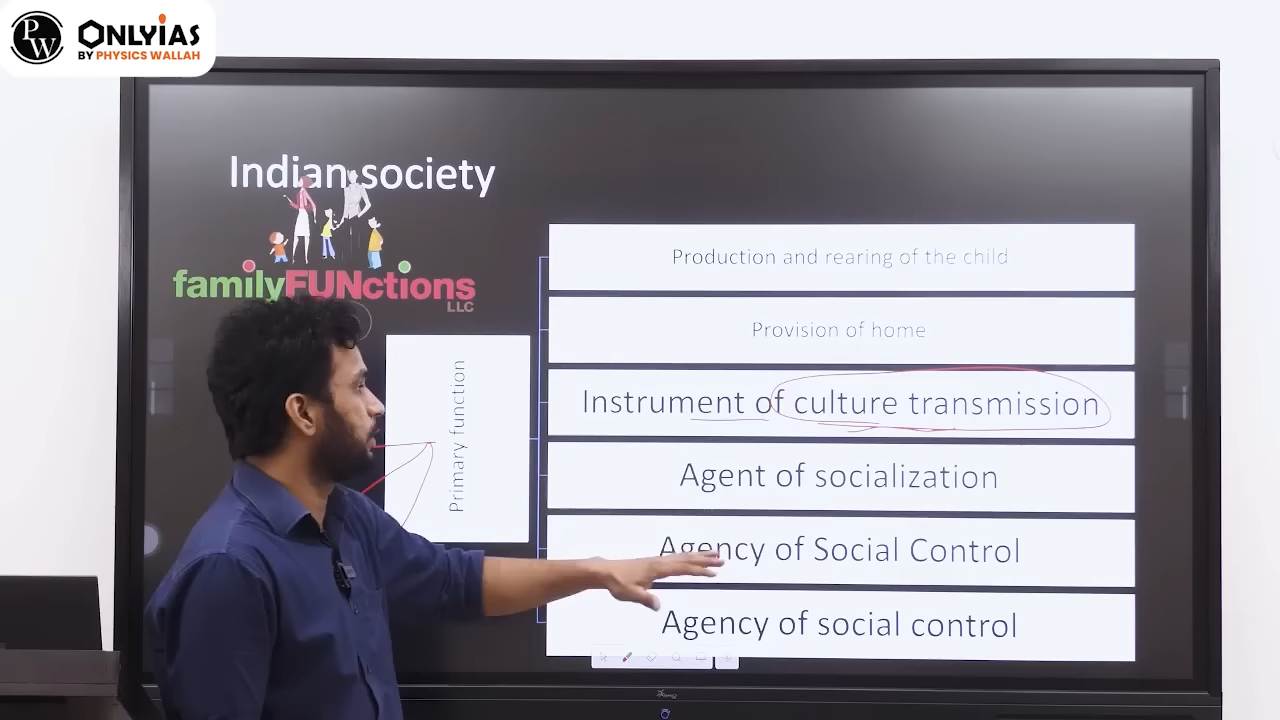 PW
ONLYIAS
BY PHYSICS WALLAH
Indian society
familyFUNctions
LLC
Primary function
Production and rearing of the child
Provision of home
Instrument of culture transmission
Agent of socialization
Agency of Social Control
Agency of social control